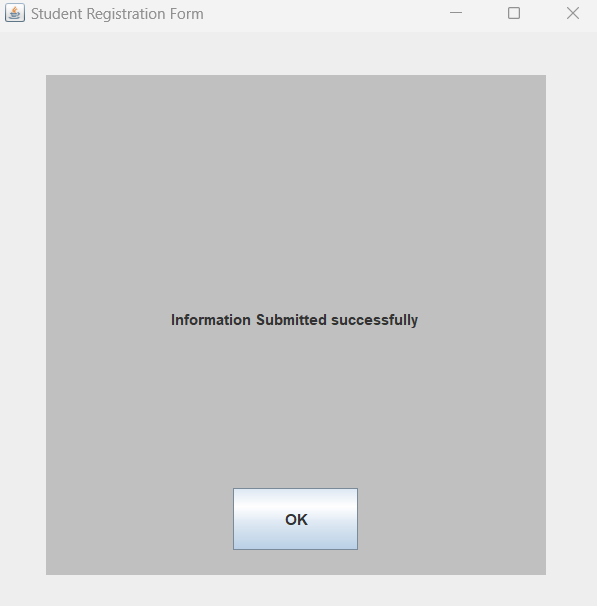 Student Registration Form
Information Submitted successfully
OK